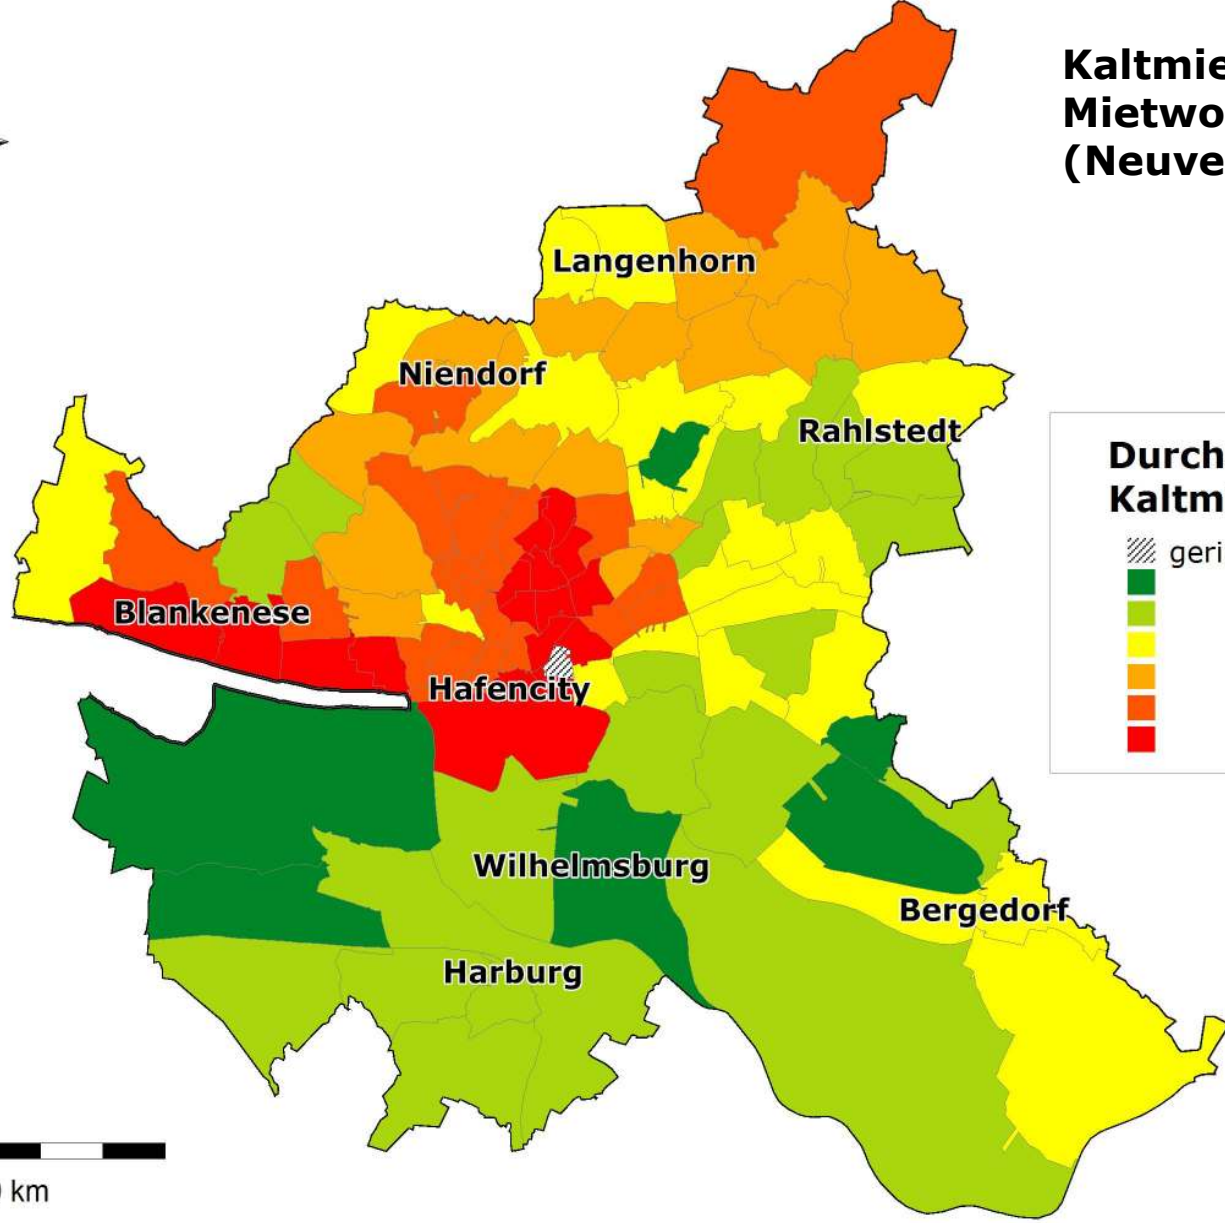 Kaltmie
Mietwo
(Neuve
Langenhorn
Niendorf
Rahlstedt
Durch
Kaltm
geri
Blankenese
Hafencity
Wilhelmsburg
Bergedorf
Harburg
km